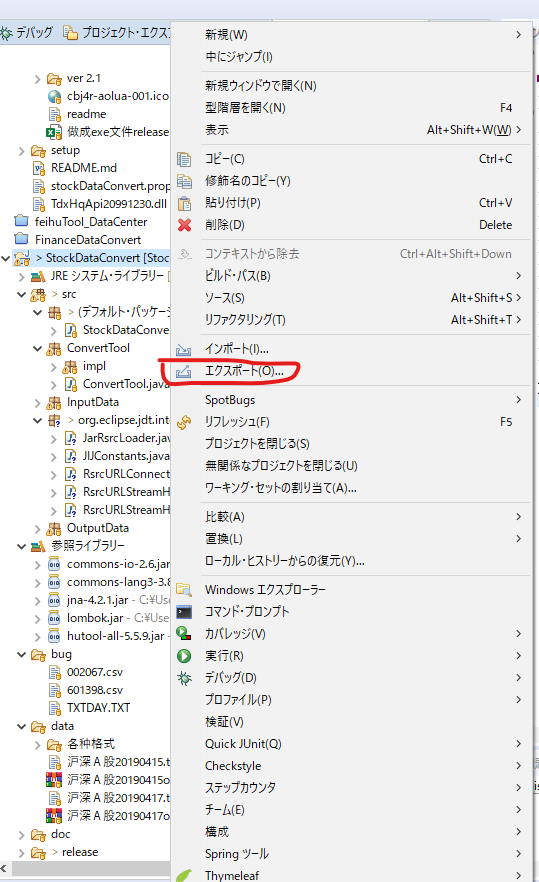 デバッグ
プロジェクト・エクス
ver 2.1
cbj4r-aolua-001.ico
readme
做成exe文件release
setup
README.md
stockDataConvert.prop
TdxHqApi20991230.dll
feihuTool_DataCenter
FinanceDataConvert
> StockDataConvert [Stoc
JRE システム・ライブラリー [
> src
> (デフォルト・パッケージ
StockDataConve
ConvertTool
impl
ConvertTool.java
InputData
> org.eclipse.jdt.inte
JarRsrcLoader.jav
JIJConstants.java
RsrcURLConnect
RsrcURLStreamH
RsrcURLStreamH
OutputData
参照ライブラリー
commons-io-2.6.jar
commons-lang3-3.8
jna-4.2.1.jar - C:¥Use
lombok.jar - C:¥User
hutool-all-5.5.9.jar -
bug
002067.csv
601398.csv
TXTDAY.TXT
data
各种格式
沪深Ａ股20190415.t
沪深Ａ股20190415o
沪深Ａ股20190417.t
沪深Ａ股20190417o
doc
> release
新規(W)
中にジャンプ(I)
新規ウィンドウで開く(N)
型階層を開く(N) F4
表示 Alt+Shift+W(W)
コピー(C) Ctrl+C
修飾名のコピー(Y)
貼り付け(P) Ctrl+V
削除(D) Delete
コンテキストから除去 Ctrl+Alt+Shift+Down
ビルド・パス(B)
ソース(S) Alt+Shift+S
リファクタリング(T) Alt+Shift+T
インポート(I)...
エクスポート(O)...
SpotBugs
リフレッシュ(F) F5
プロジェクトを閉じる(S)
無関係なプロジェクトを閉じる(U)
ワーキング・セットの割り当て(A)...
比較(A)
置換(L)
ローカル・ヒストリーからの復元(Y)...
Windows エクスプローラー
コマンド・プロンプト
カバレッジ(V)
実行(R)
デバッグ(D)
プロファイル(P)
検証(V)
Quick JUnit(Q)
Checkstyle
ステップカウンタ
チーム(E)
構成
Spring ツール
Thymeleaf